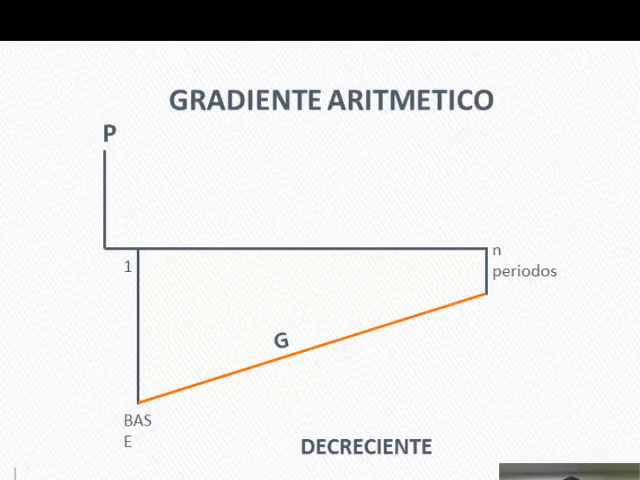 GRADIENTE ARITMETICO
P
1
n
periodos
G
BAS
E
DECRECIENTE